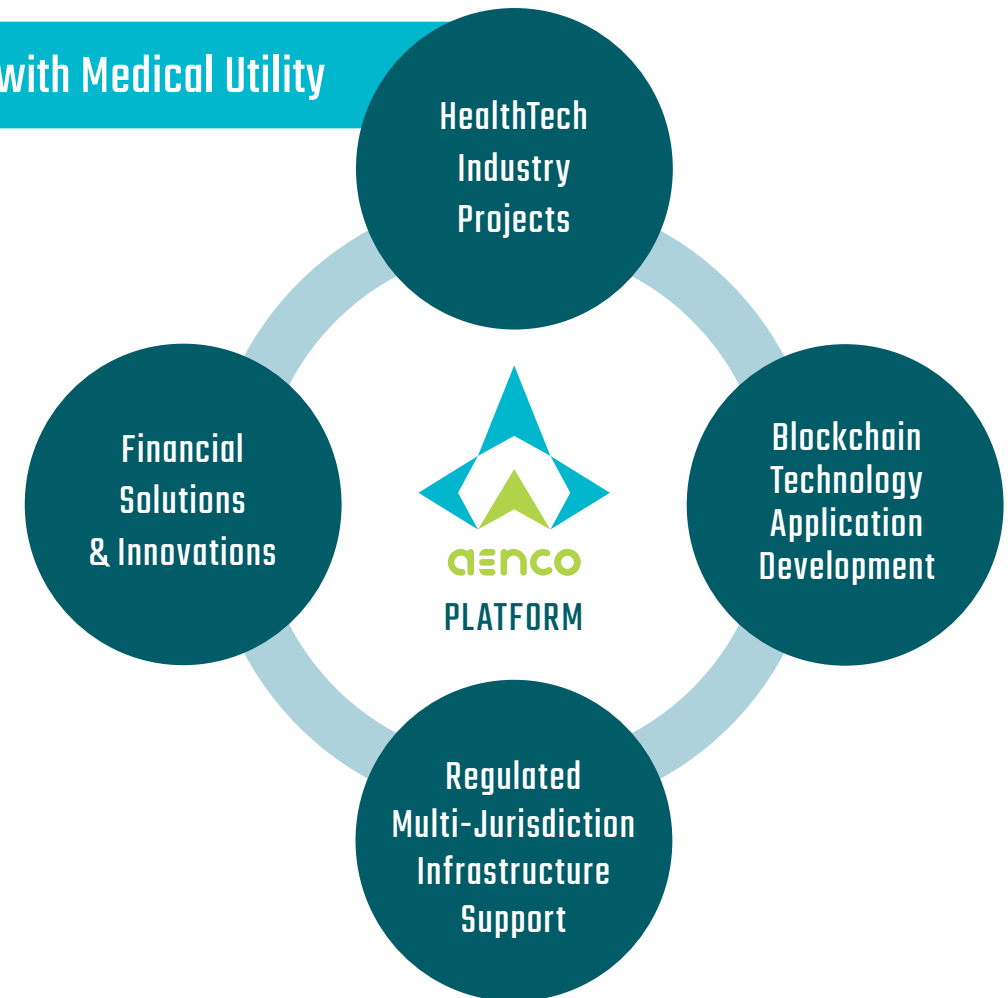 with Medical Utility
HealthTech
Industry
Projects
Financial
Solutions
& Innovations
Blockchain
Technology
Application
Development
aenco
PLATFORM
Regulated
Multi-Jurisdiction
Infrastructure
Support